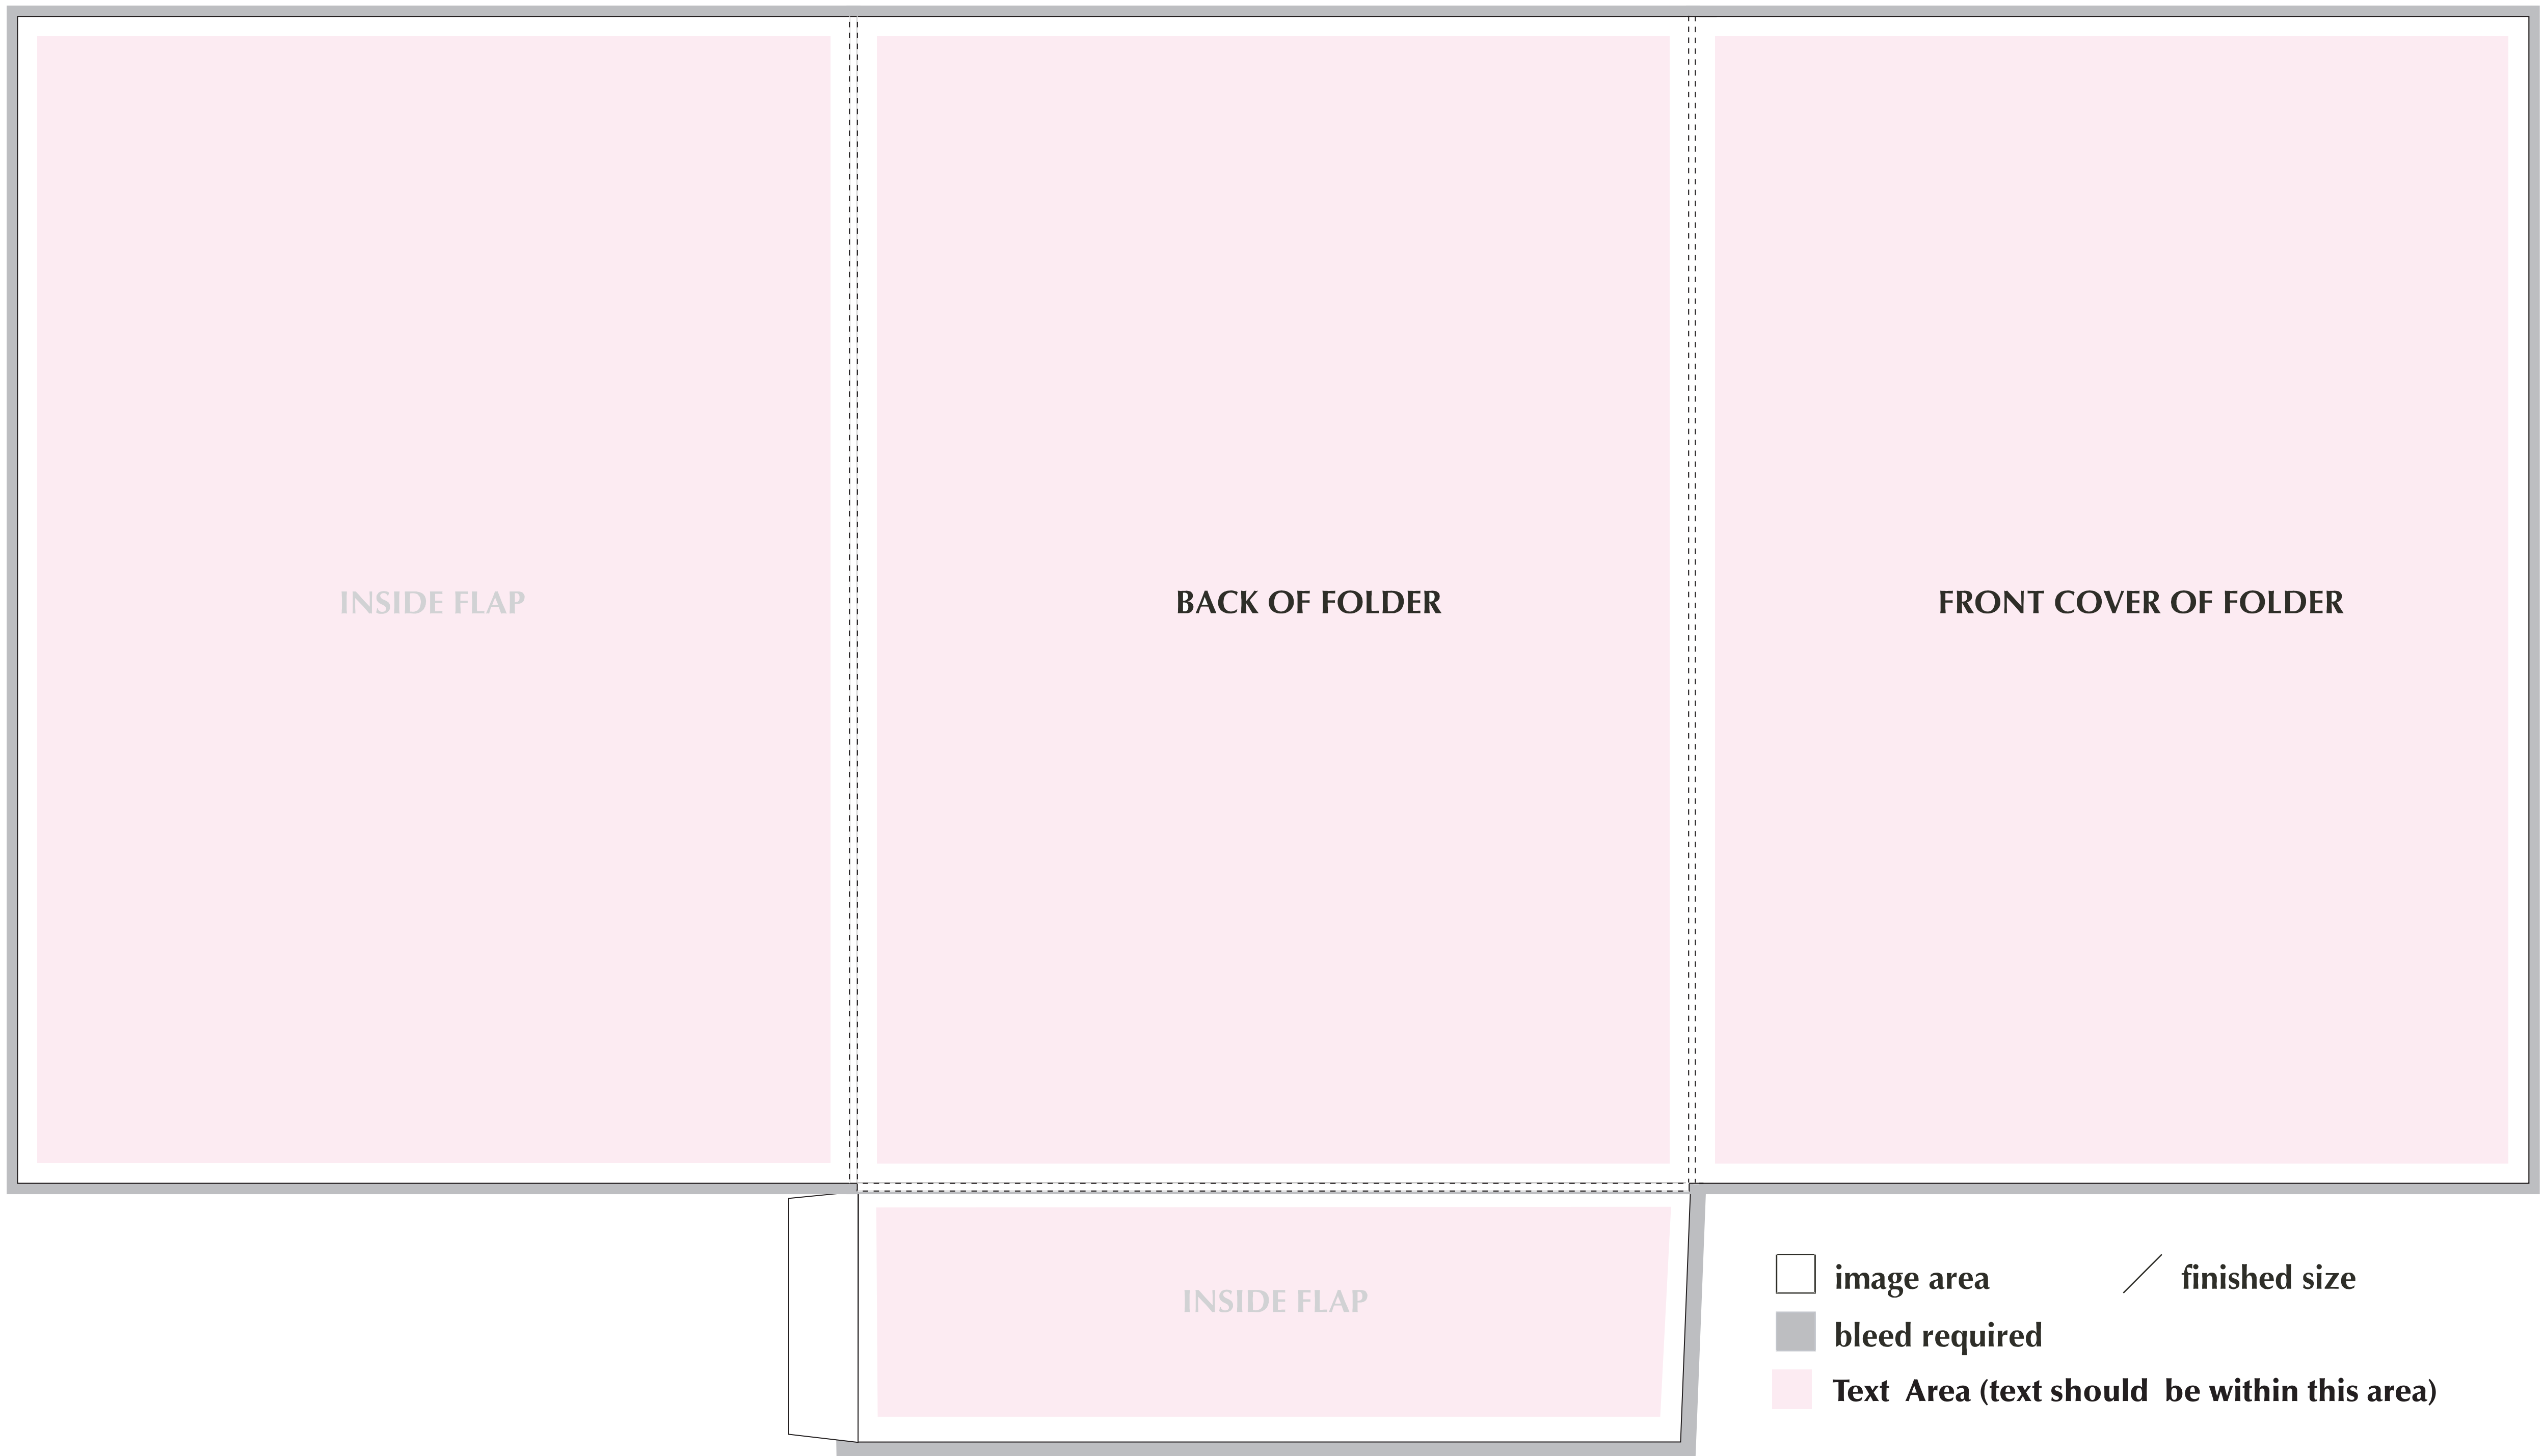 INSIDE FLAP
BACK OF FOLDER
FRONT COVER OF FOLDER
INSIDE FLAP
image area
finished size
bleed required
Text Area (text should be within this area)